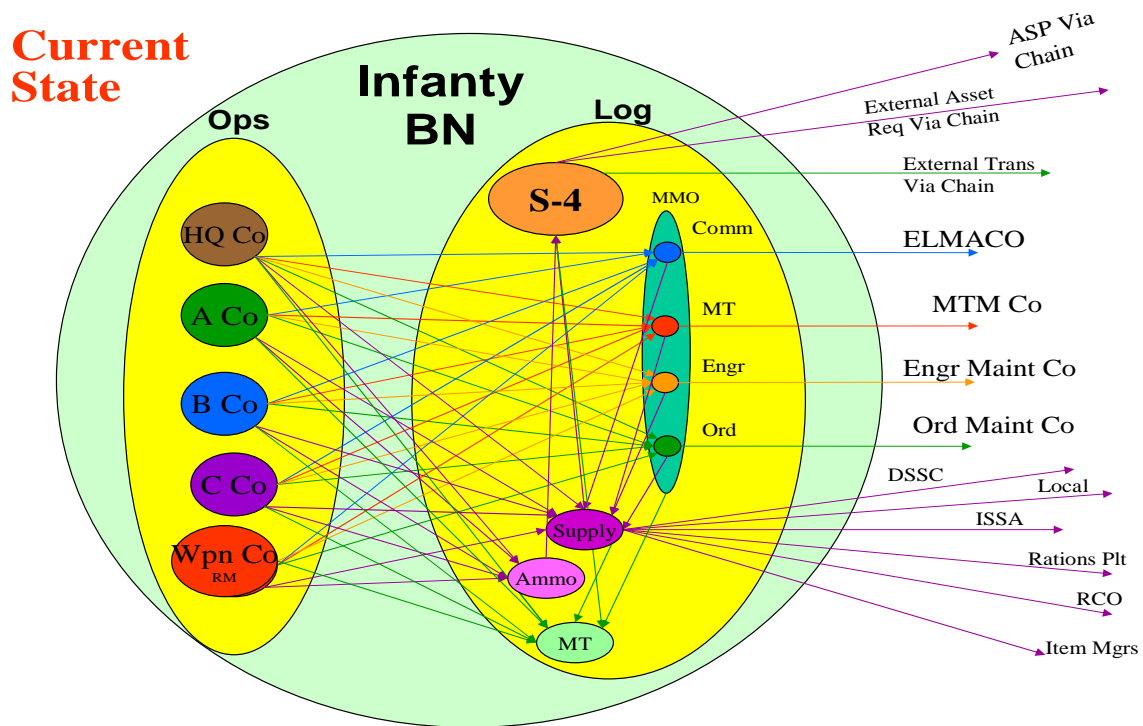 Current
State
Infanty
BN
Ops
Log
HQ Co
A Co
B Co
C Co
Wpn Co
RM
S-4
MMO
Comm
MT
Engr
Ord
Supply
Ammo
MT
ASP Via
Chain
External Asset
Req Via Chain
External Trans
Via Chain
ELMACO
MTM Co
Engr Maint Co
Ord Maint Co
DSSC
Local
ISSA
Rations Plt
RCO
Item Mgrs